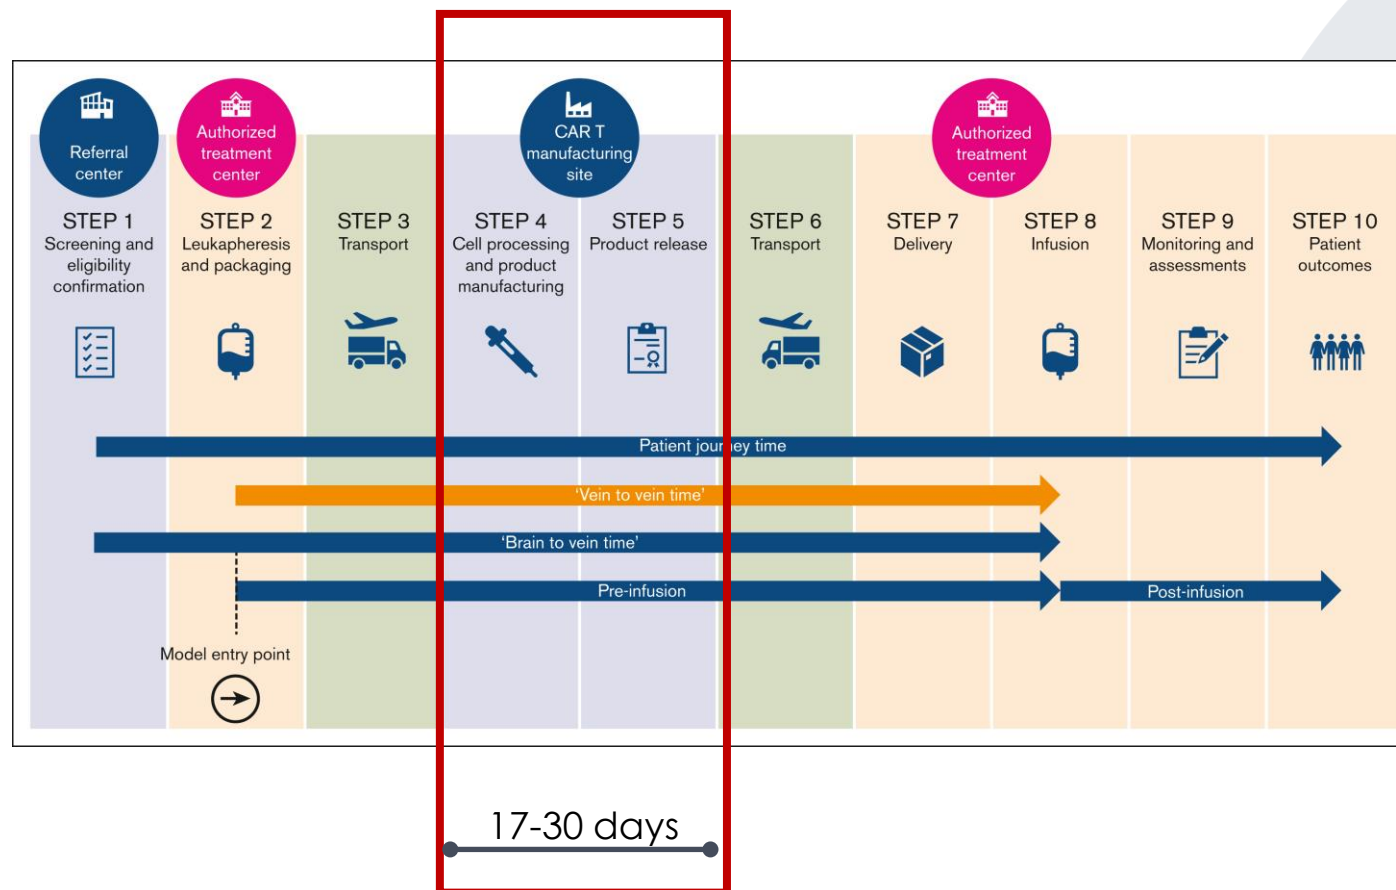 Referral
center
Authorized
treatment
center
CAR T
manufacturing
site
Authorized
treatment
center
STEP 1
Screening and
eligibility
confirmation
STEP 2
Leukapheresis
and packaging
STEP 3
Transport
STEP 4
Cell processing
and product
manufacturing
STEP 5
Product release
STEP 6
Transport
STEP 7
Delivery
STEP 8
Infusion
STEP 9
Monitoring and
assessments
STEP 10
Patient
outcomes
Patient journey time
'Vein to vein time'
'Brain to vein time'
Pre-infusion
Post-infusion
Model entry point
17-30 days